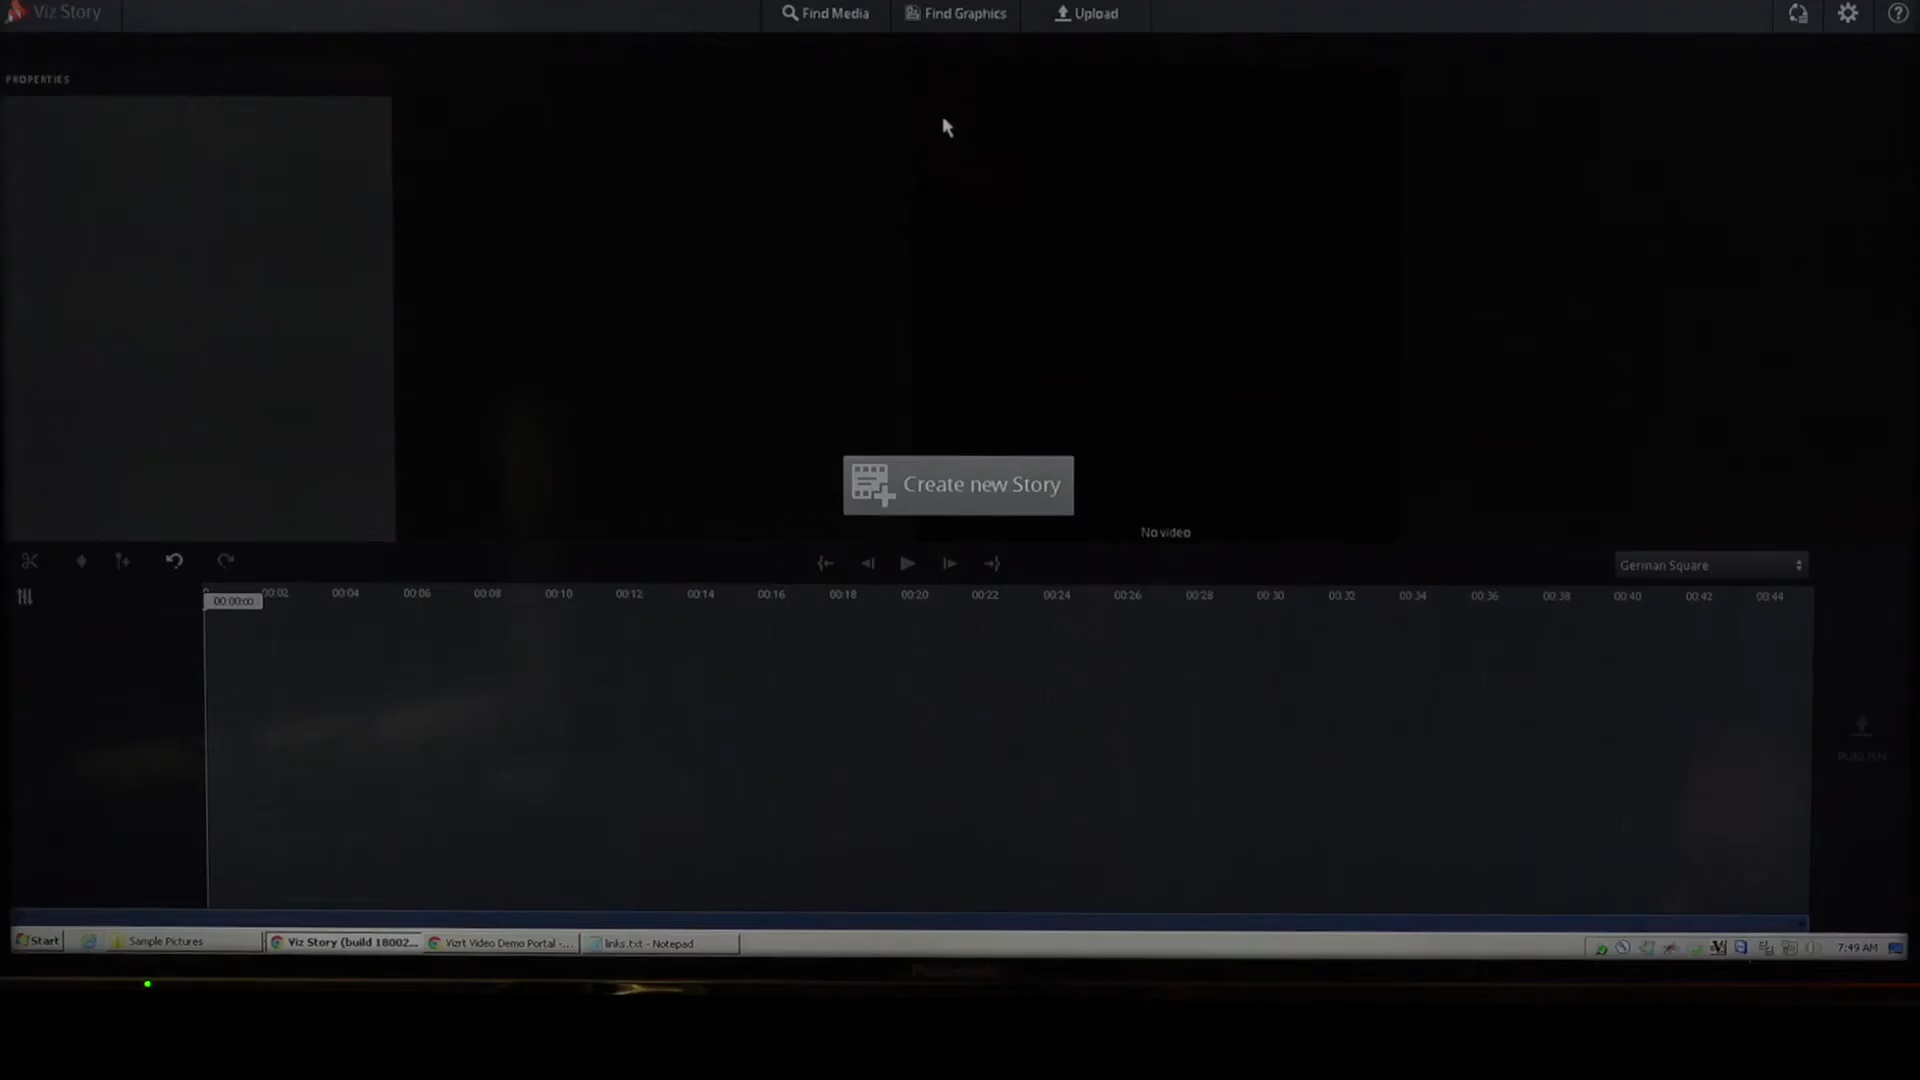 Viz Story
Find Media
Find Graphics
Upload
PROPERTIES
Create new Story
No video
German Square
00:00:00
00:02
00:04
00:06
00:08
00:10
00:12
00:14
00:16
00:18
00:20
00:22
00:24
00:26
00:28
00:30
00:32
00:34
00:36
00:38
00:40
00:42
00:44
PUBLISH
Start
Sample Pictures
Viz Story (build 18002...
Vizrt Video Demo Portal -...
links.txt - Notepad
7:49 AM
Panasonic